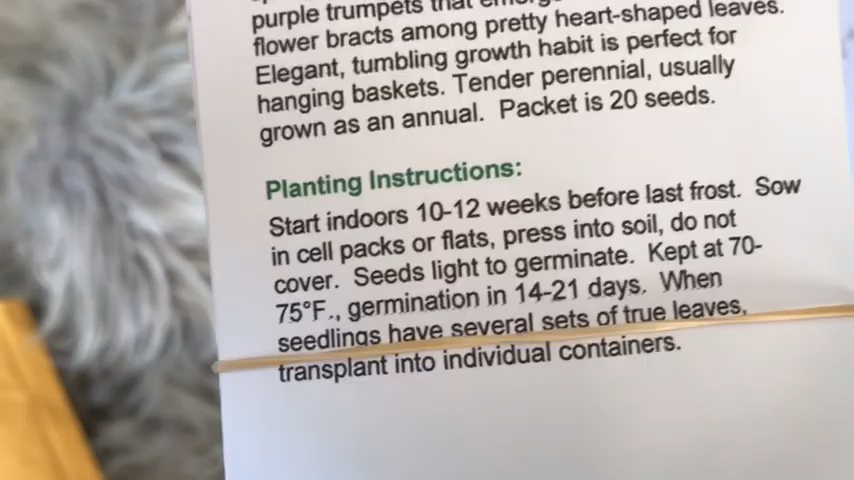 purple trumpets that
flower bracts among pretty heart-shaped leaves.
Elegant, tumbling growth habit is perfect for
hanging baskets. Tender perennial, usually
grown as an annual. Packet is 20 seeds.
Planting Instructions:
Start indoors 10-12 weeks before last frost. Sow
in cell packs or flats, press into soil, do not
cover. Seeds light to germinate. Kept at 70-
75°F., germination in 14-21 days. When
seedlings have several sets of true leaves,
transplant into individual containers.